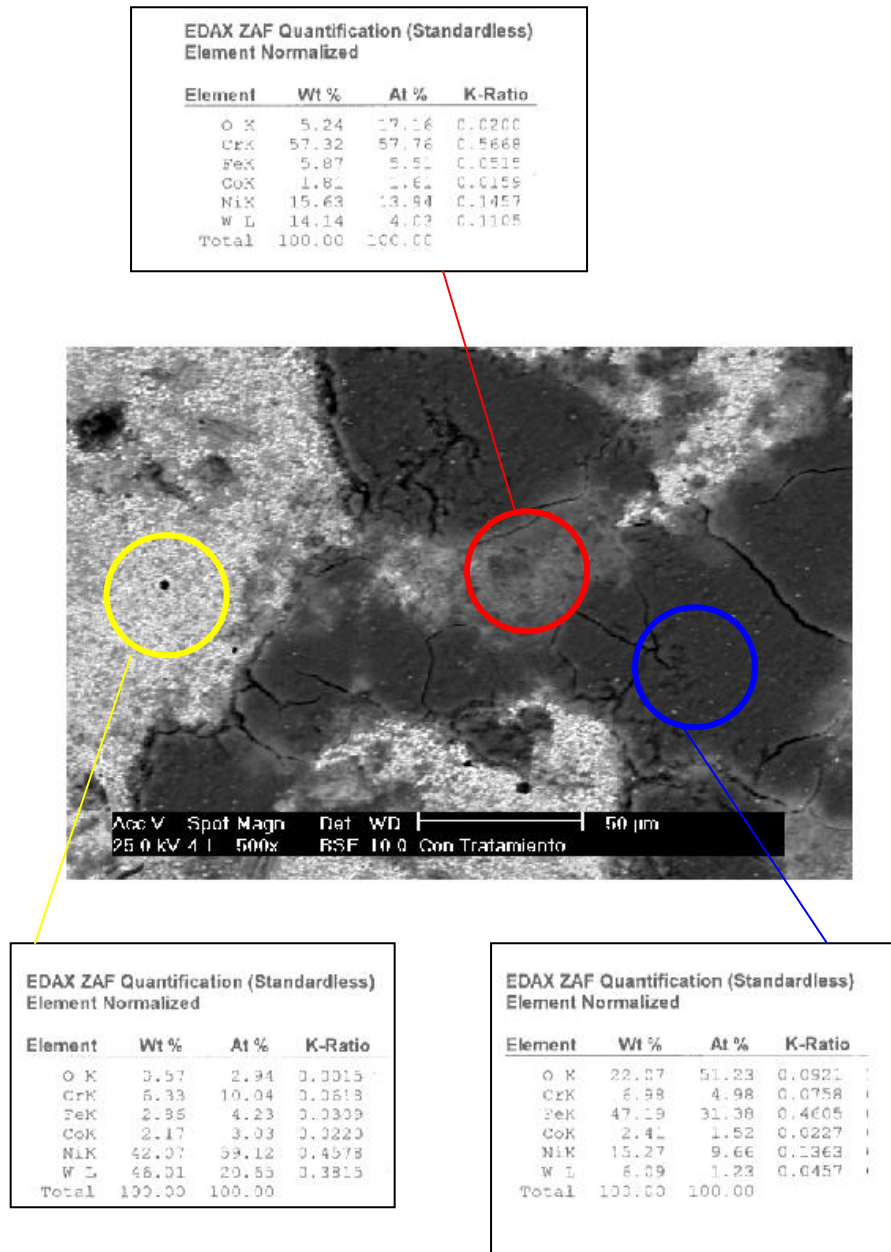 EDAX ZAF Quantification (Standardless)
Element Normalized
Element Wt % At % K-Ratio
O K 5.24 17.16 0.0200
CrK 57.32 57.76 0.5668
FeK 5.87 5.51 0.0515
CoK 1.81 1.61 0.0159
NiK 15.63 13.94 0.1457
W L 14.14 4.03 0.1105
Total 100.00 100.00
Acc V Spot Magn Det WD 50 µm
25.0 kV 500x BSE 10.0 Con Tratamiento
EDAX ZAF Quantification (Standardless)
Element Normalized
Element Wt % At % K-Ratio
O K 0.57 2.94 0.0015
CrK 6.33 10.04 0.0618
FeK 2.86 4.23 0.0309
CoK 2.17 3.03 0.0220
NiK 42.07 59.12 0.4578
W L 46.01 20.65 0.3815
Total 100.00 100.00
EDAX ZAF Quantification (Standardless)
Element Normalized
Element Wt % At % K-Ratio
O K 22.07 51.23 0.0921
CrK 6.98 4.98 0.0758
FeK 47.19 31.38 0.4605
CoK 2.41 1.52 0.0227
NiK 15.27 9.66 0.1363
W L 6.09 1.23 0.0457
Total 100.00 100.00